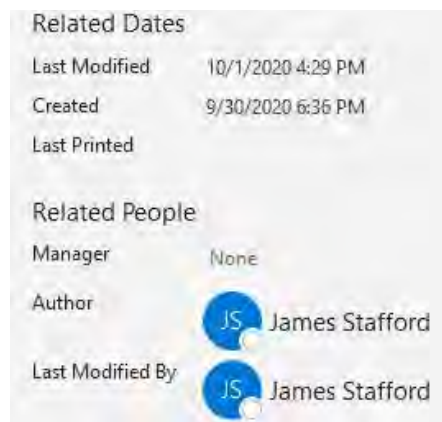 Related Dates
Last Modified 10/1/2020 4:29 PM
Created 9/30/2020 6:36 PM
Last Printed
Related People
Manager None
Author JS James Stafford
Last Modified By JS James Stafford